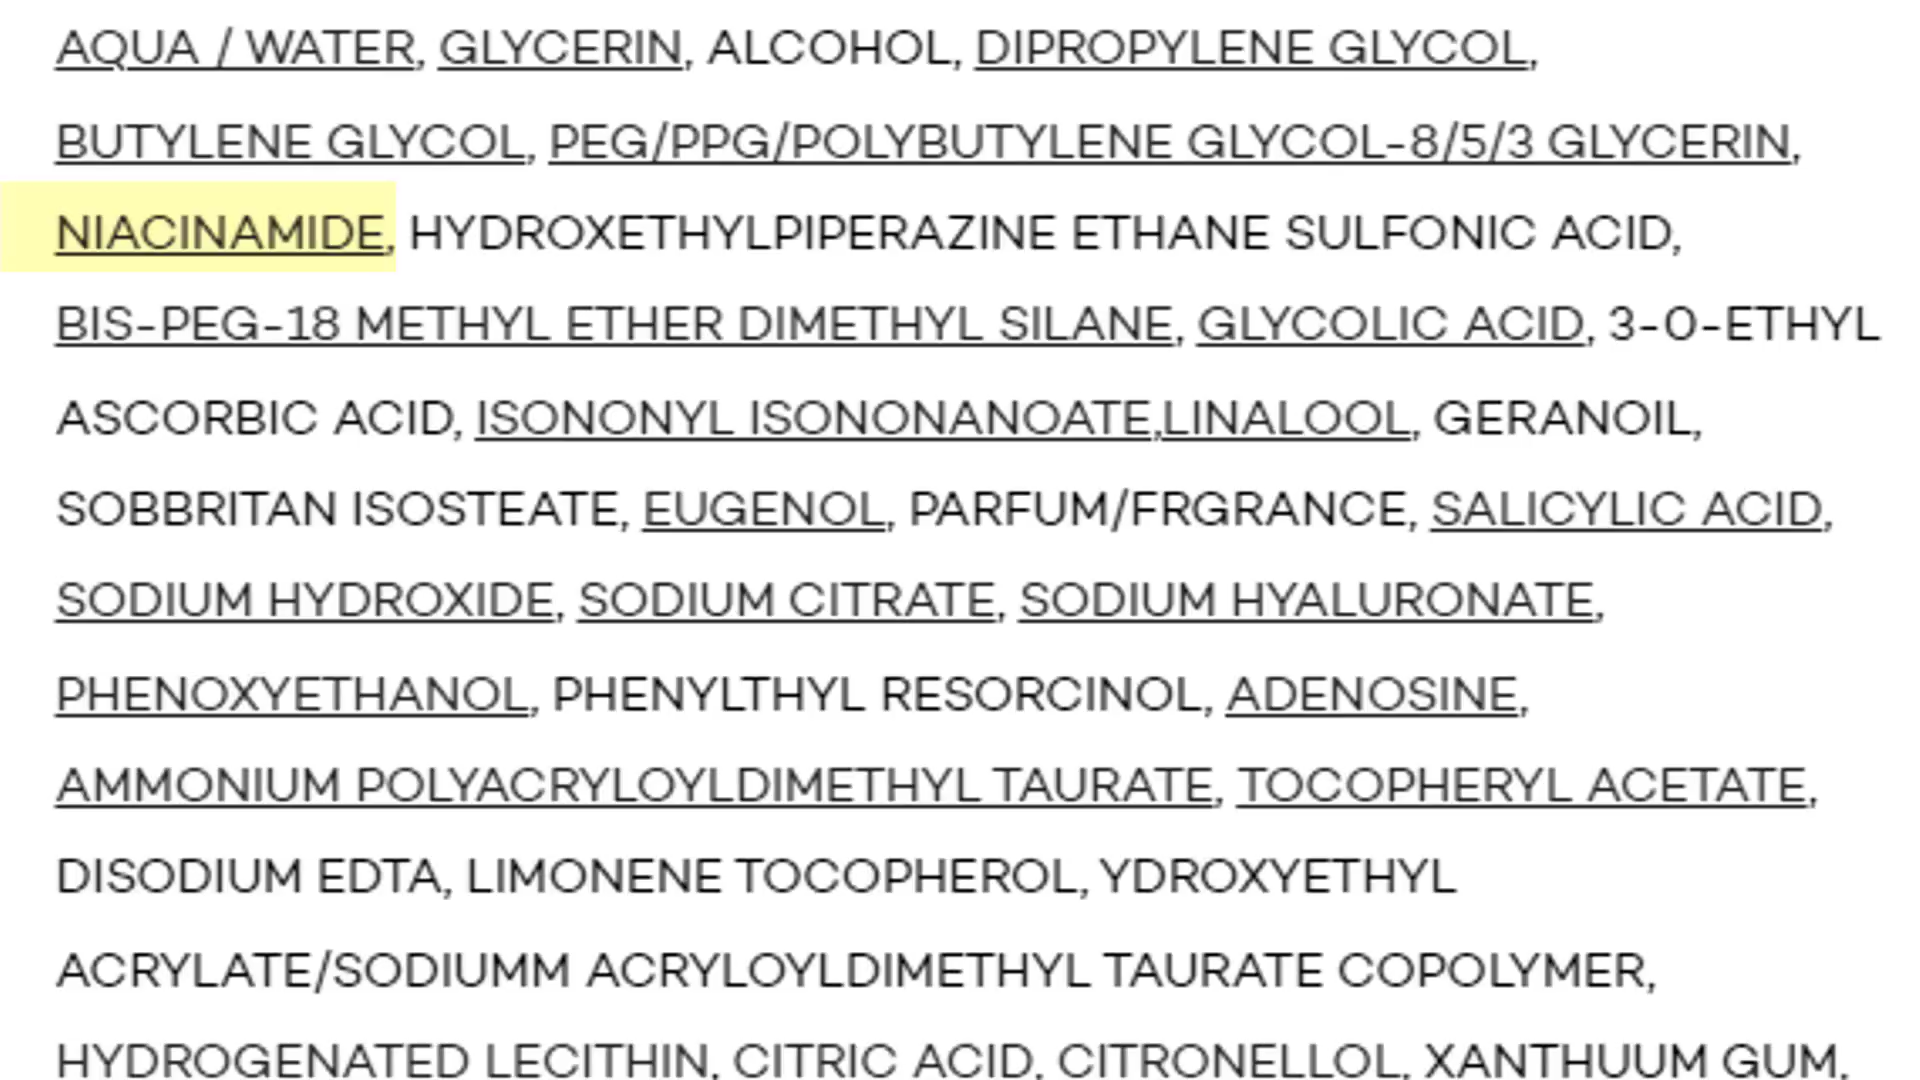 AQUA / WATER, GLYCERIN, ALCOHOL, DIPROPYLENE GLYCOL,
BUTYLENE GLYCOL, PEG/PPG/POLYBUTYLENE GLYCOL-8/5/3 GLYCERIN,
NIACINAMIDE, HYDROXETHYLPIPERAZINE ETHANE SULFONIC ACID,
BIS-PEG-18 METHYL ETHER DIMETHYL SILANE, GLYCOLIC ACID, 3-O-ETHYL
ASCORBIC ACID, ISONONYL ISONONANOATE,LINALOOL, GERANOIL,
SOBBRITAN ISOSTEATE, EUGENOL, PARFUM/FRGRANCE, SALICYLIC ACID,
SODIUM HYDROXIDE, SODIUM CITRATE, SODIUM HYALURONATE,
PHENOXYETHANOL, PHENYLTHYL RESORCINOL, ADENOSINE,
AMMONIUM POLYACRYLOYLDIMETHYL TAURATE, TOCOPHERYL ACETATE,
DISODIUM EDTA, LIMONENE TOCOPHEROL, YDROXYETHYL
ACRYLATE/SODIUMM ACRYLOYLDIMETHYL TAURATE COPOLYMER,
HYDROGENATED LECITHIN, CITRIC ACID, CITRONELLOL, XANTHUUM GUM,